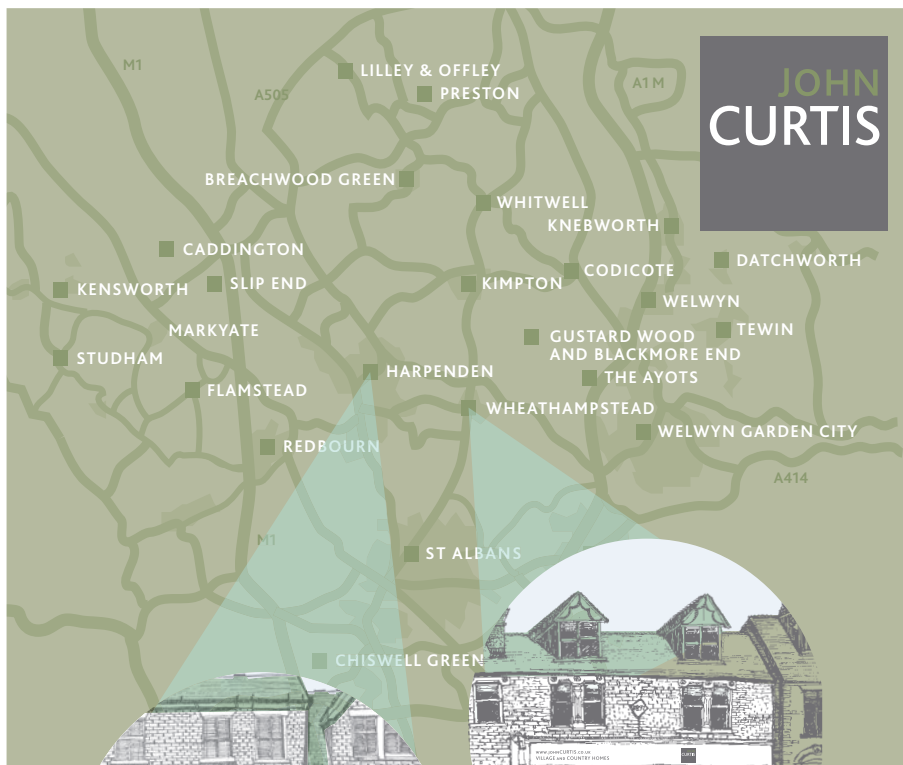 M1
LILLEY & OFFLEY
A505
PRESTON
A1 M
JOHN
CURTIS
BREACHWOOD GREEN
WHITWELL
KNEBWORTH
CADDINGTON
DATCHWORTH
CODICOTE
KENSWORTH
SLIP END
KIMPTON
WELWYN
MARKYATE
TEWIN
GUSTARD WOOD
AND BLACKMORE END
STUDHAM
HARPENDEN
THE AYOTS
FLAMSTEAD
WHEATHAMPSTEAD
WELWYN GARDEN CITY
REDBOURN
A414
M1
ST ALBANS
CHISWELL GREEN
www.johnCURTIS.co.uk
VILLAGE AND COUNTRY HOMES
CURTIS